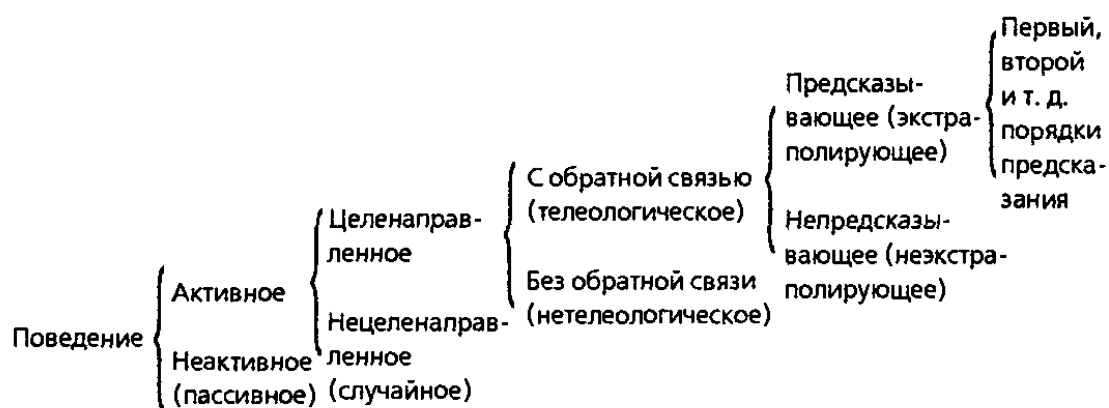 Поведение
Активное
Неактивное
(пассивное)
Целенаправ-
ленное
Нецеленаправ-
ленное
(случайное)
С обратной связью
(телеологическое)
Без обратной связи
(нетелеологическое)
Предсказы-
вающее (экстра-
полирующее)
Непредсказы-
вающее (неэкстра-
полирующее)
Первый,
второй
и т. д.
порядки
предска-
зания